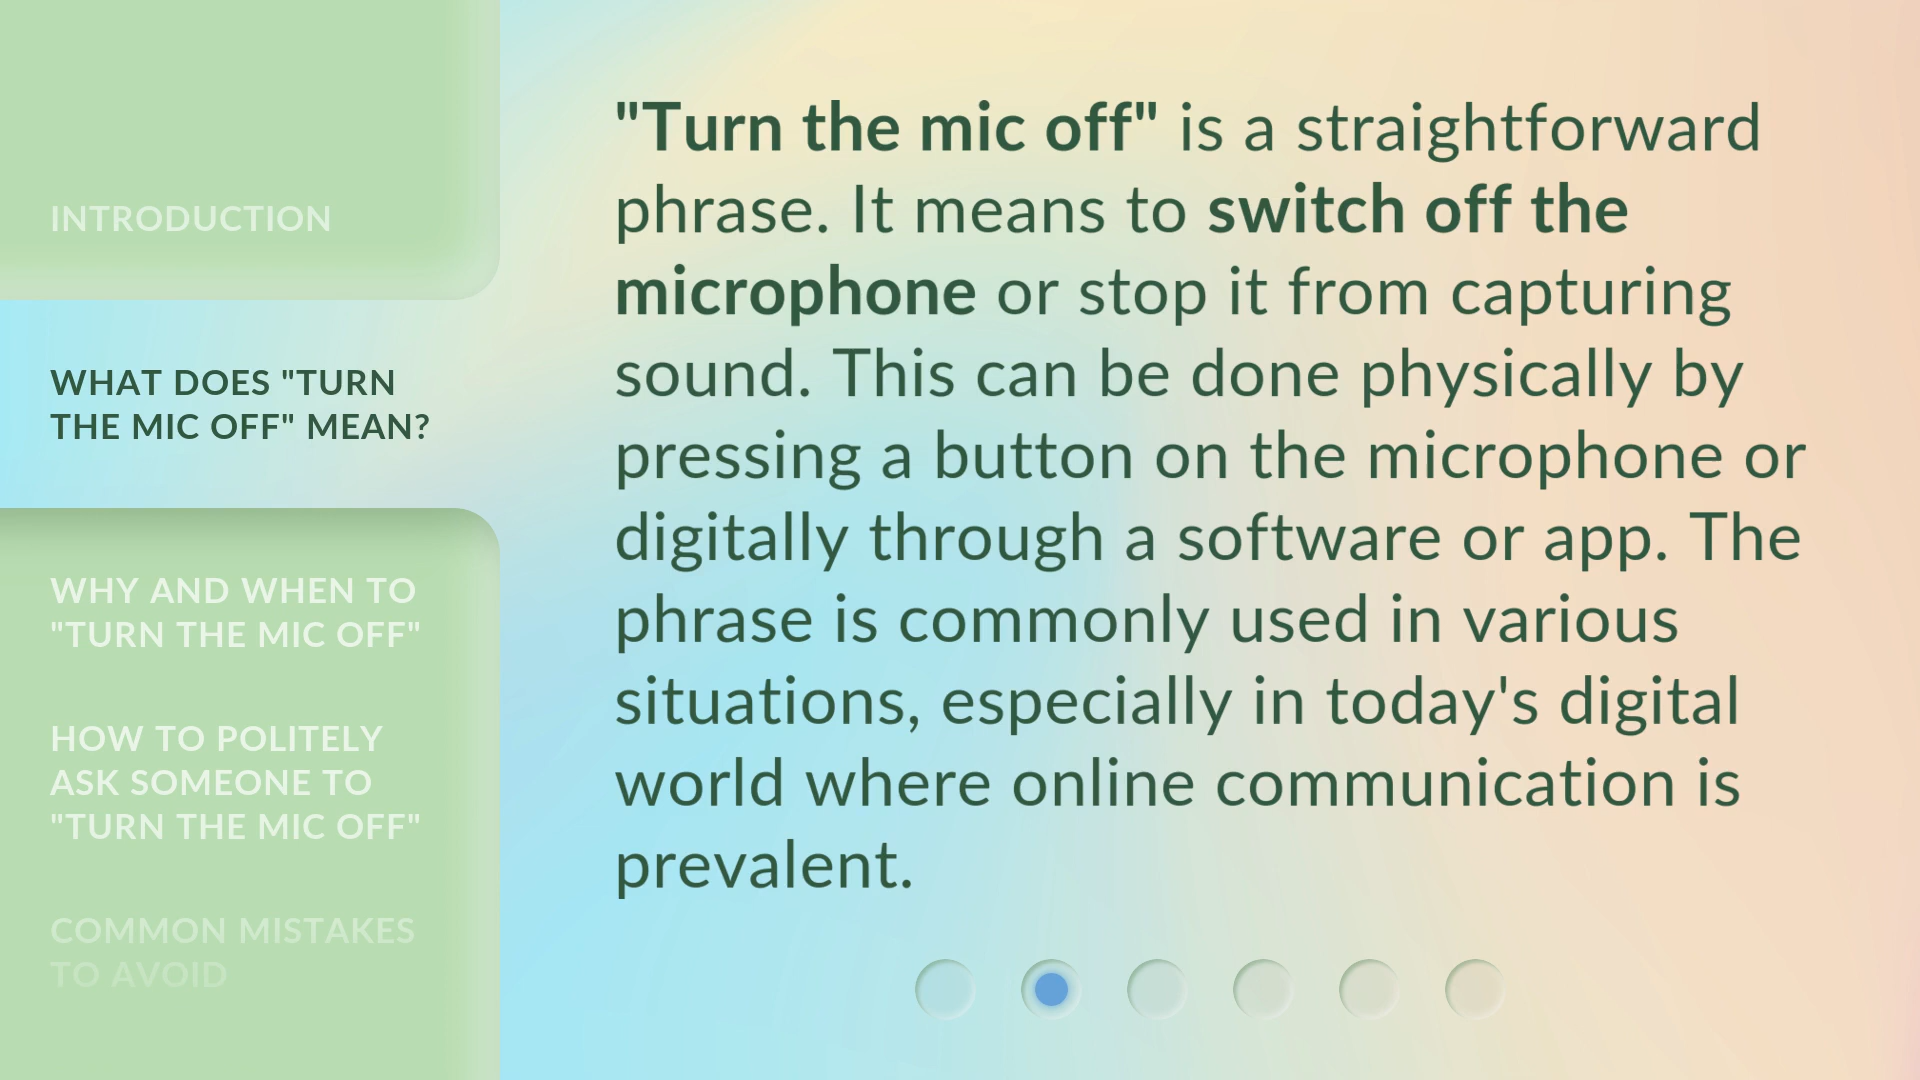 INTRODUCTION
WHAT DOES "TURN
THE MIC OFF" MEAN?
WHY AND WHEN TO
"TURN THE MIC OFF"
HOW TO POLITELY
ASK SOMEONE TO
"TURN THE MIC OFF"
COMMON MISTAKES
TO AVOID
"Turn the mic off" is a straightforward
phrase. It means to switch off the
microphone or stop it from capturing
sound. This can be done physically by
pressing a button on the microphone or
digitally through a software or app. The
phrase is commonly used in various
situations, especially in today's digital
world where online communication is
prevalent.